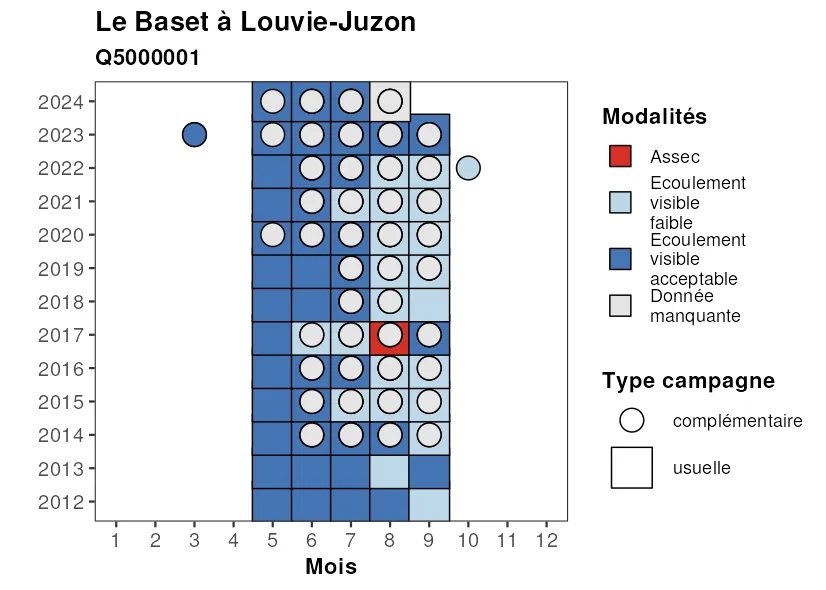 Le Baset à Louvie-Juzon
Q5000001
2024
2023
2022
2021
2020
2019
2018
2017
2016
2015
2014
2013
2012
1 2 3 4 5 6 7 8 9 10 11 12
Mois
Modalités
Assec
Ecoulement
visible
faible
Ecoulement
visible
acceptable
Donnée
manquante
Type campagne
complémentaire
usuelle